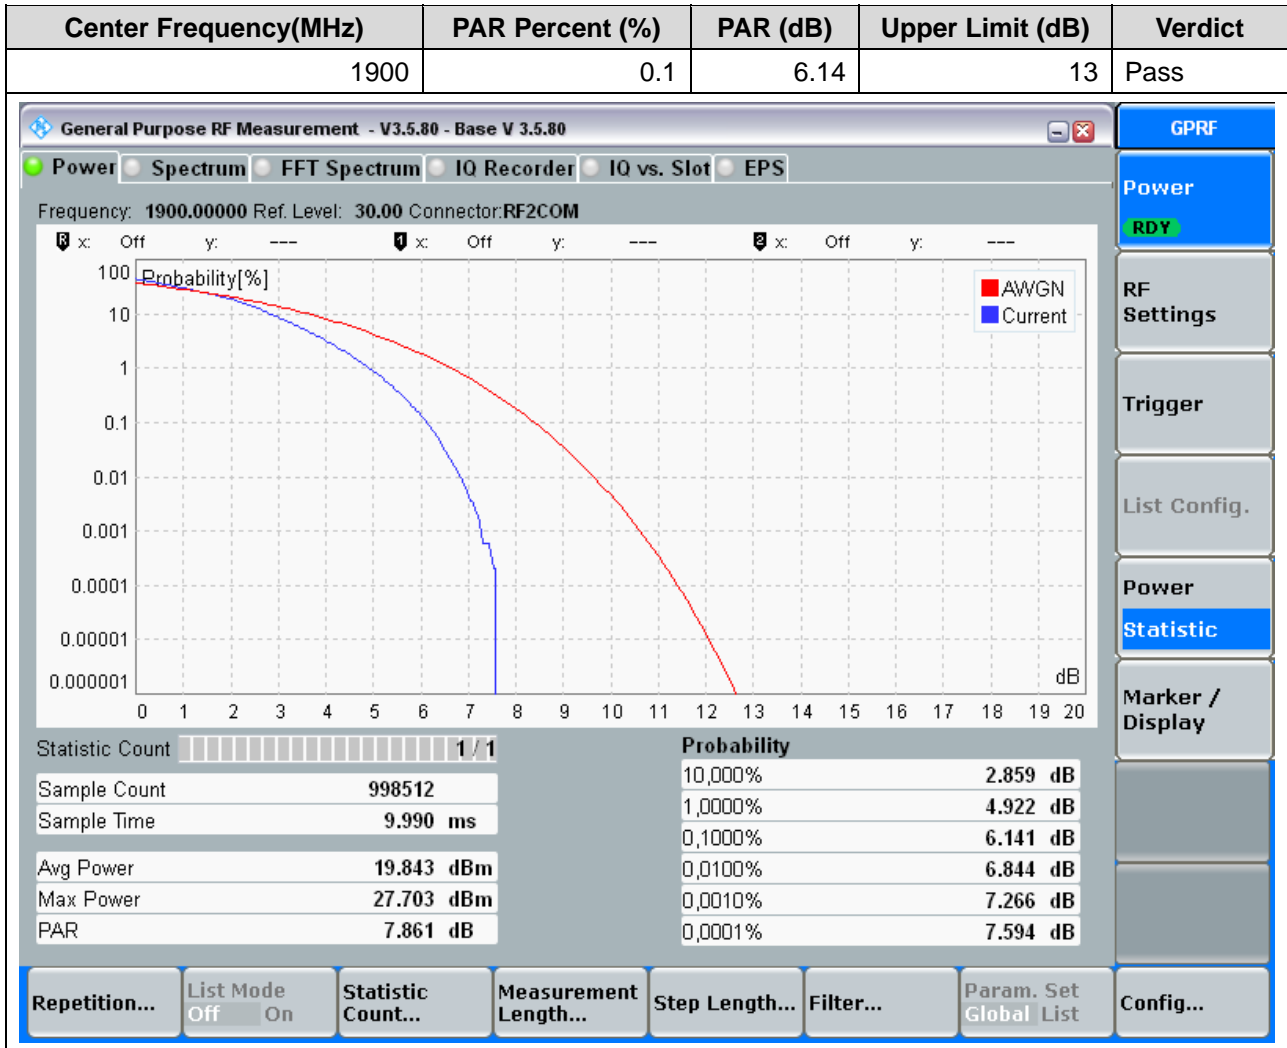 Center Frequency(MHz) PAR Percent (%) PAR (dB) Upper Limit (dB) Verdict
1900 0.1 6.14 13 Pass
General Purpose RF Measurement - V3.5.80 - Base V 3.5.80
GPRF
Power Spectrum FFT Spectrum IQ Recorder IQ vs. Slot EPS
Frequency: 1900.00000 Ref. Level: 30.00 Connector:RF2COM
R x: Off y: --- 1 x: Off y: --- 2 x: Off y: ---
Probability[%]
100
10
1
0.1
0.01
0.001
0.0001
0.00001
0.000001
AWGN
Current
dB
0 1 2 3 4 5 6 7 8 9 10 11 12 13 14 15 16 17 18 19 20
Statistic Count 1 / 1
Sample Count 998512
Sample Time 9.990 ms
Avg Power 19.843 dBm
Max Power 27.703 dBm
PAR 7.861 dB
Probability
10,000% 2.859 dB
1,0000% 4.922 dB
0,1000% 6.141 dB
0,0100% 6.844 dB
0,0010% 7.266 dB
0,0001% 7.594 dB
Power
RDY
RF
Settings
Trigger
List Config.
Power
Statistic
Marker /
Display
Repetition...
List Mode
Off On
Statistic
Count...
Measurement
Length...
Step Length...
Filter...
Param. Set
Global List
Config...